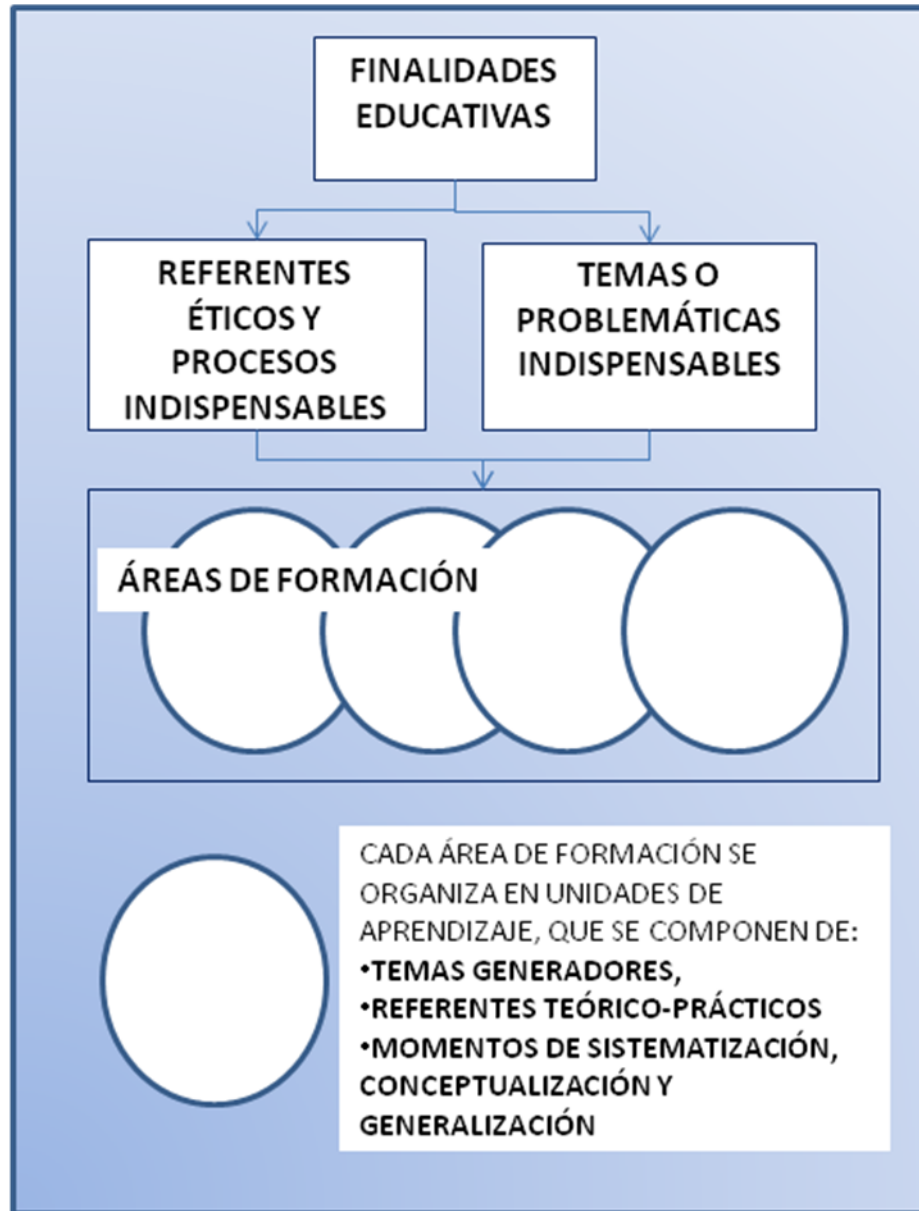 FINALIDADES
EDUCATIVAS
REFERENTES
ÉTICOS Y
PROCESOS
INDISPENSABLES
TEMAS O
PROBLEMÁTICAS
INDISPENSABLES
ÁREAS DE FORMACIÓN
CADA ÁREA DE FORMACIÓN SE
ORGANIZA EN UNIDADES DE
APRENDIZAJE, QUE SE COMPONEN DE:
•TEMAS GENERADORES,
•REFERENTES TEÓRICO-PRÁCTICOS
•MOMENTOS DE SISTEMATIZACIÓN,
CONCEPTUALIZACIÓN Y
GENERALIZACIÓN